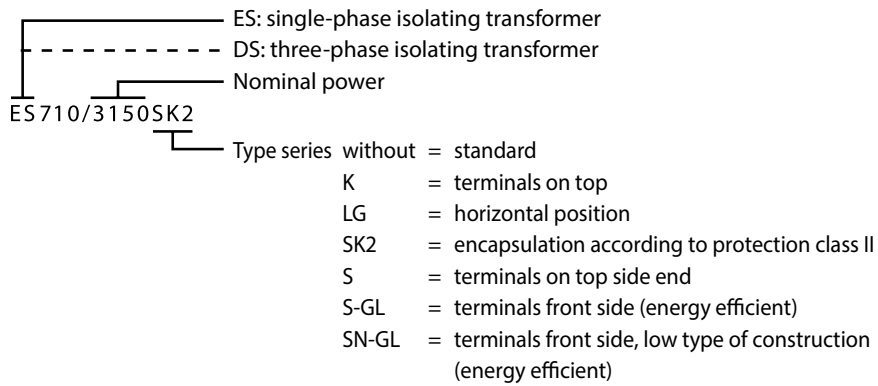 ES: single-phase isolating transformer
DS: three-phase isolating transformer
Nominal power
ES710/3150SK2
Type series without = standard
K = terminals on top
LG = horizontal position
SK2 = encapsulation according to protection class II
S = terminals on top side end
S-GL = terminals front side (energy efficient)
SN-GL = terminals front side, low type of construction
(energy efficient)